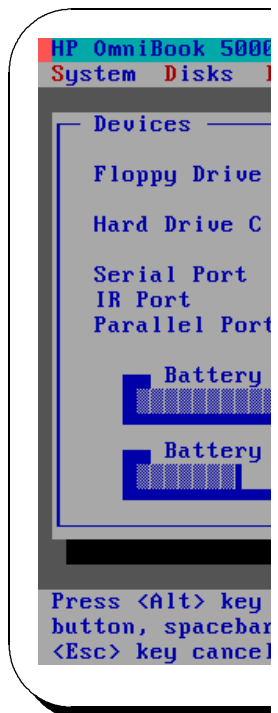 HP OmniBook 5000
System Disks
Devices
Floppy Drive
Hard Drive C
Serial Port
IR Port
Parallel Port
Battery
Battery
Press <Alt> key
button, spacebar
<Esc> key cancel